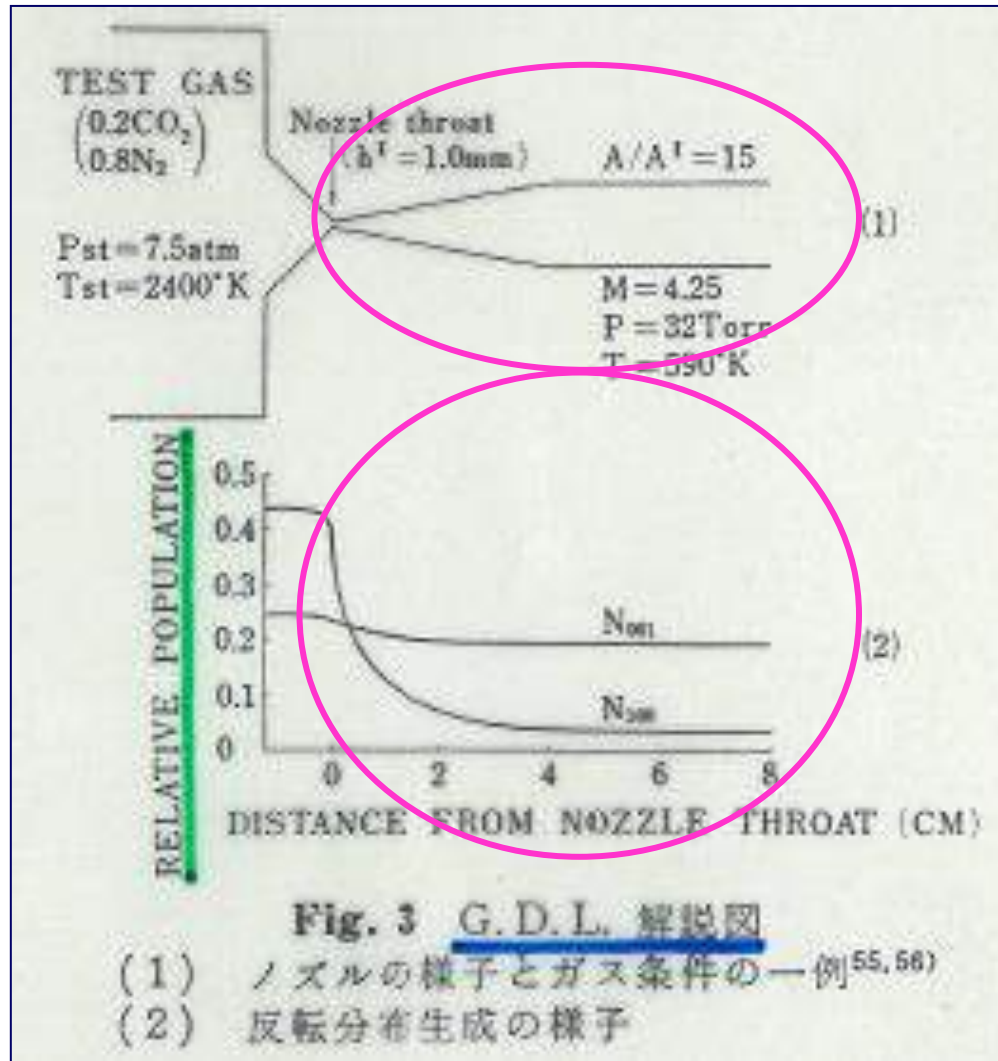 TEST GAS
(0.2CO₂
0.8N₂)
Nozzle throat
(h* = 1.0mm)
A/A* = 15
(1)
Pst = 7.5atm
Tst = 2400°K
M = 4.25
P = 32Torr
T = 590°K
RELATIVE POPULATION
0.5
0.4
0.3
0.2
0.1
0
N₀₀₁
(2)
0 2 4 6 8
DISTANCE FROM NOZZLE THROAT (CM)
Fig. 3 G.D.L. 解説図
(1) ノズルの様子とガス条件の一例55,56)
(2) 反転分布生成の様子